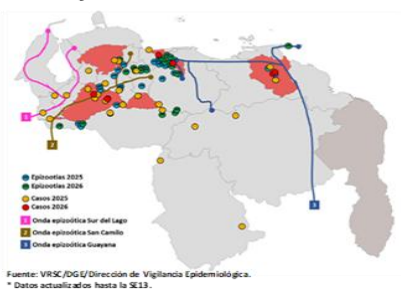 1
2
3
Epizootias 2025
Epizootias 2026
Casos 2025
Casos 2026
1 Onda epizoótica Sur del Lago
2 Onda epizoótica San Camilo
3 Onda epizoótica Guayana
Fuente: VRSC/DGE/Dirección de Vigilancia Epidemiológica.
* Datos actualizados hasta la SE13.